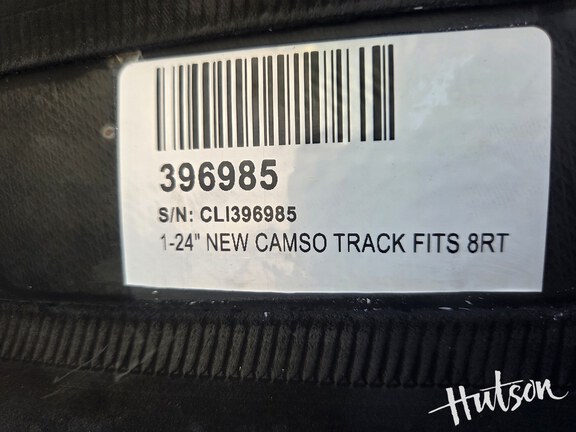 396985
S/N: CLI396985
1-24" NEW CAMSO TRACK FITS 8RT
Hutson